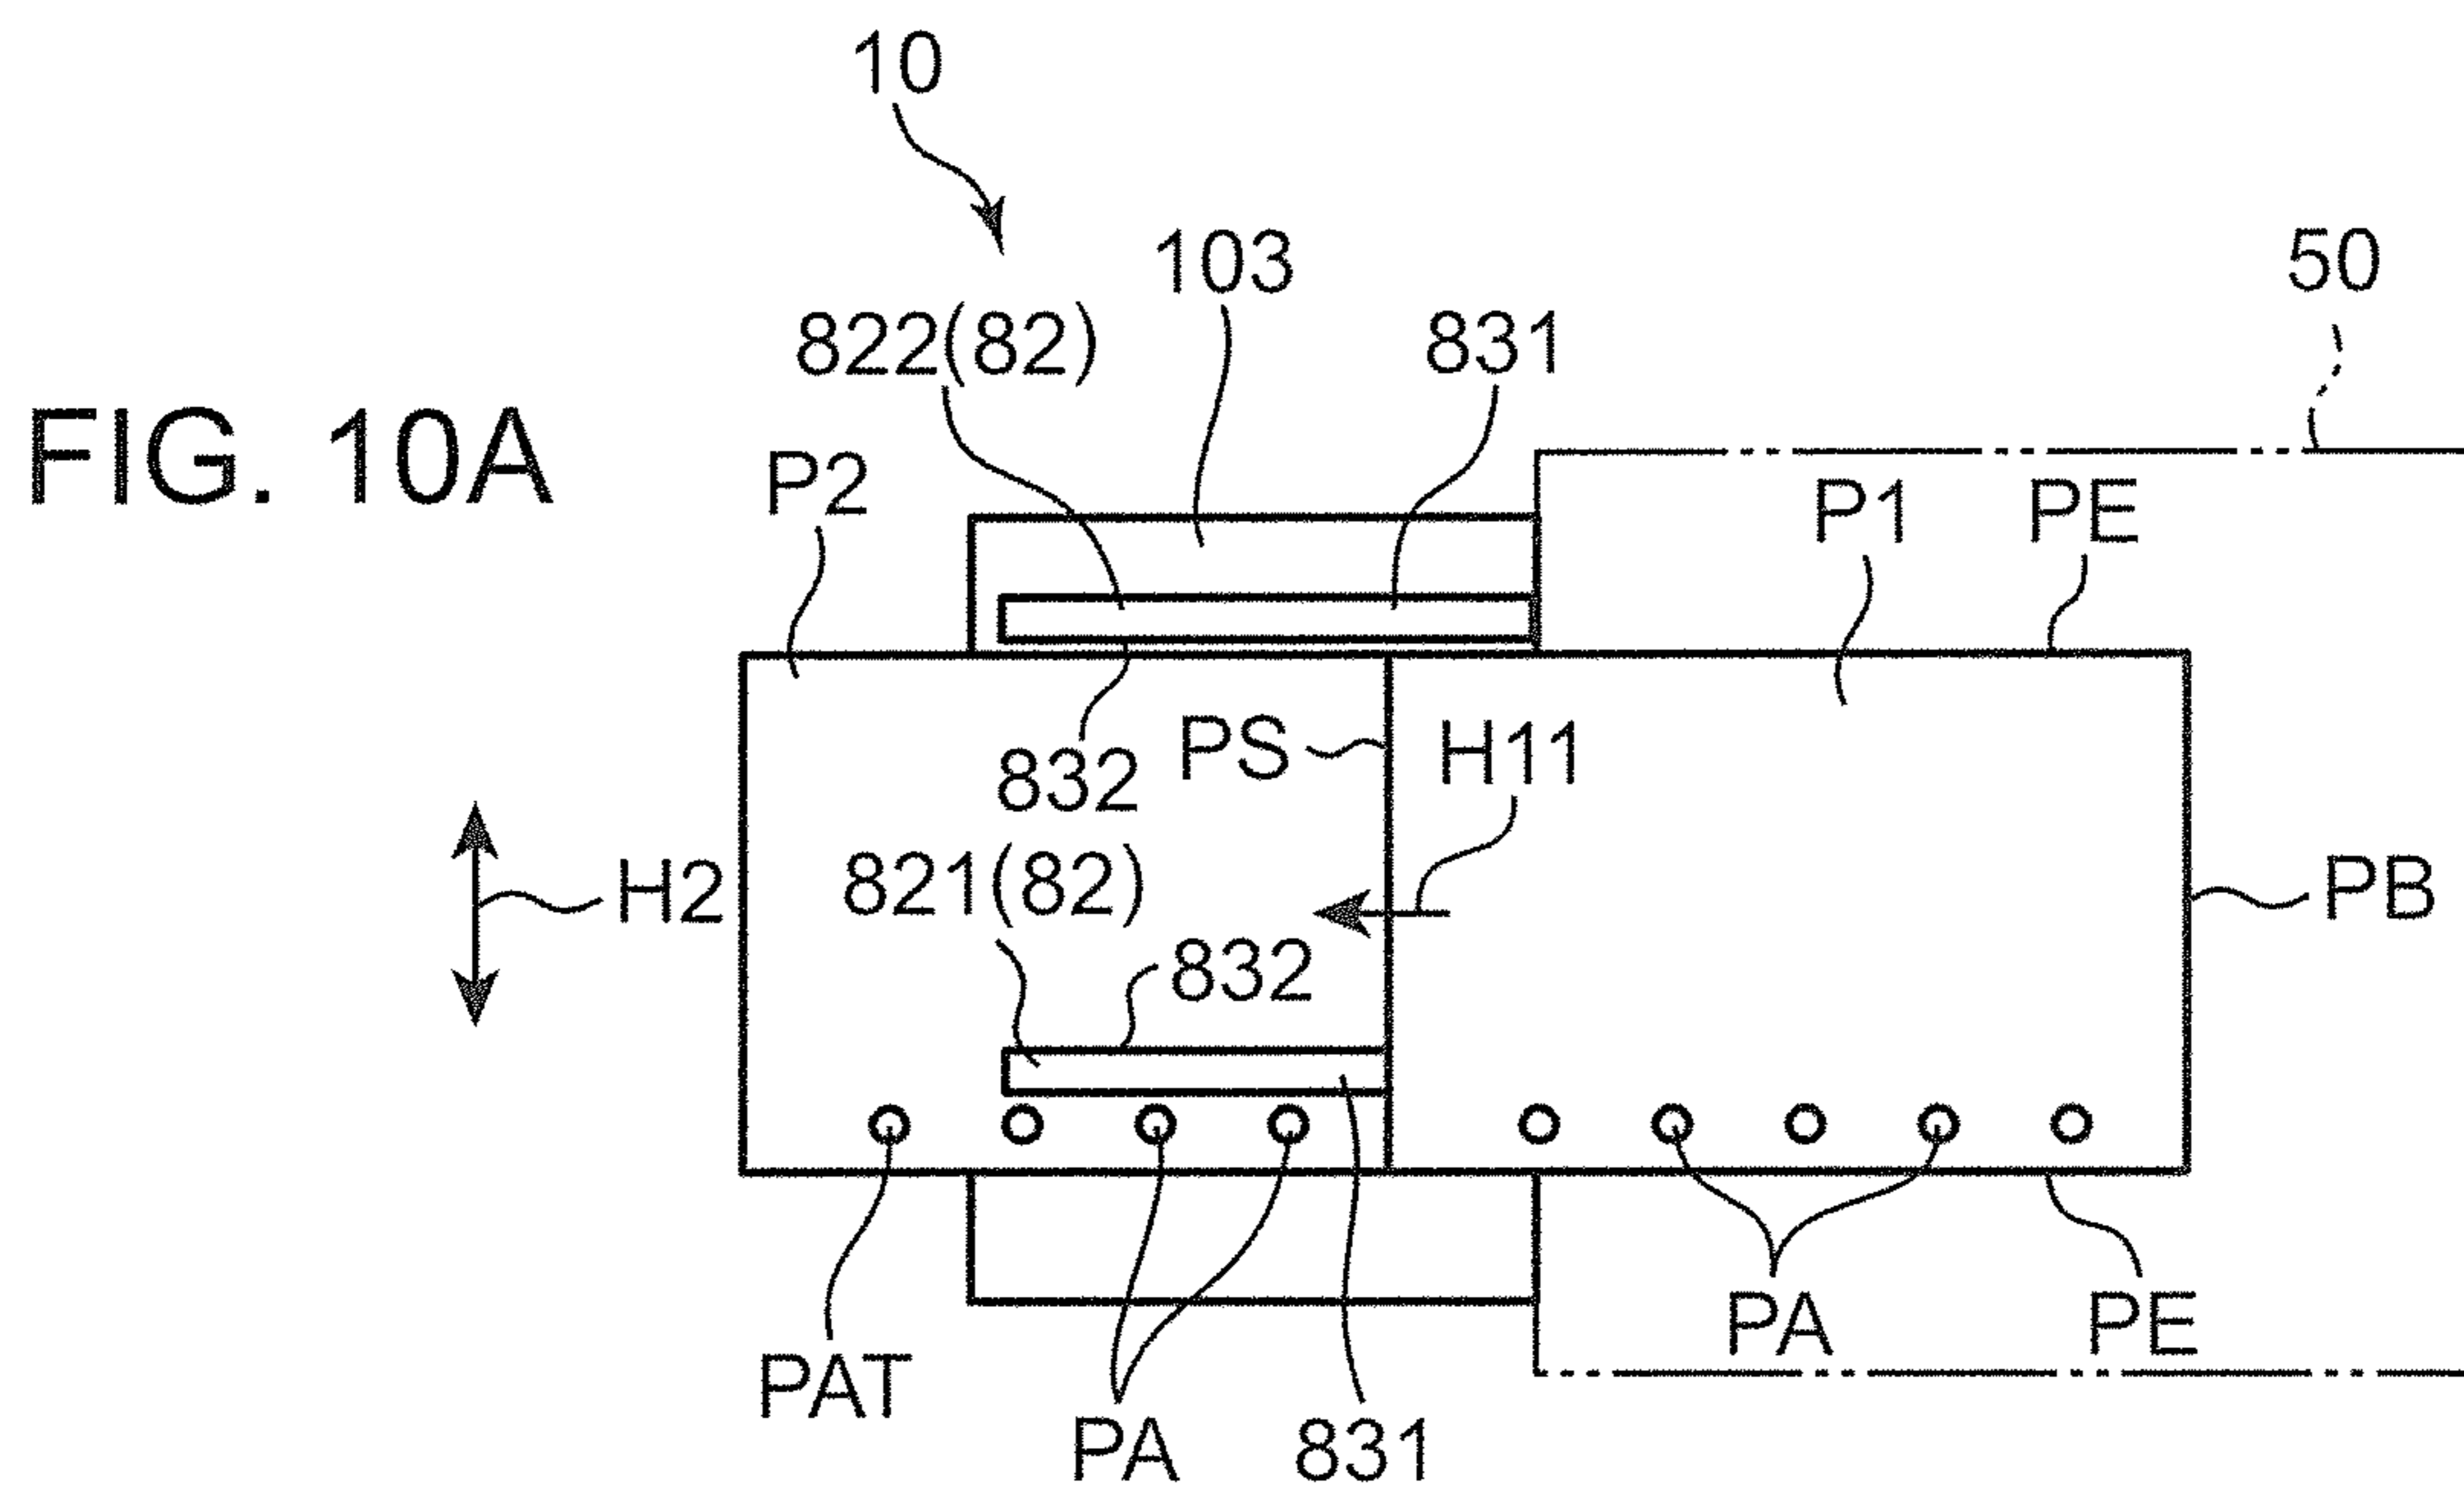 10
103
50
822(82)
831
FIG. 10A
P2
P1
PE
PS
H11
832
821(82)
H2
PB
832
PA
PE
PAT
PA
831